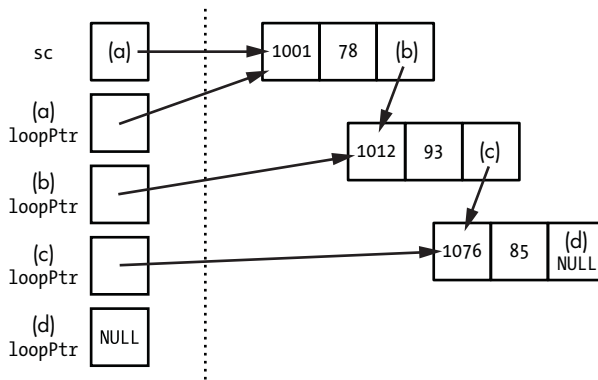 sc (a) 1001 78 (b)
(a)
loopPtr
1012 93 (c)
(b)
loopPtr
(c)
loopPtr
1076 85 (d)
NULL
(d)
loopPtr NULL